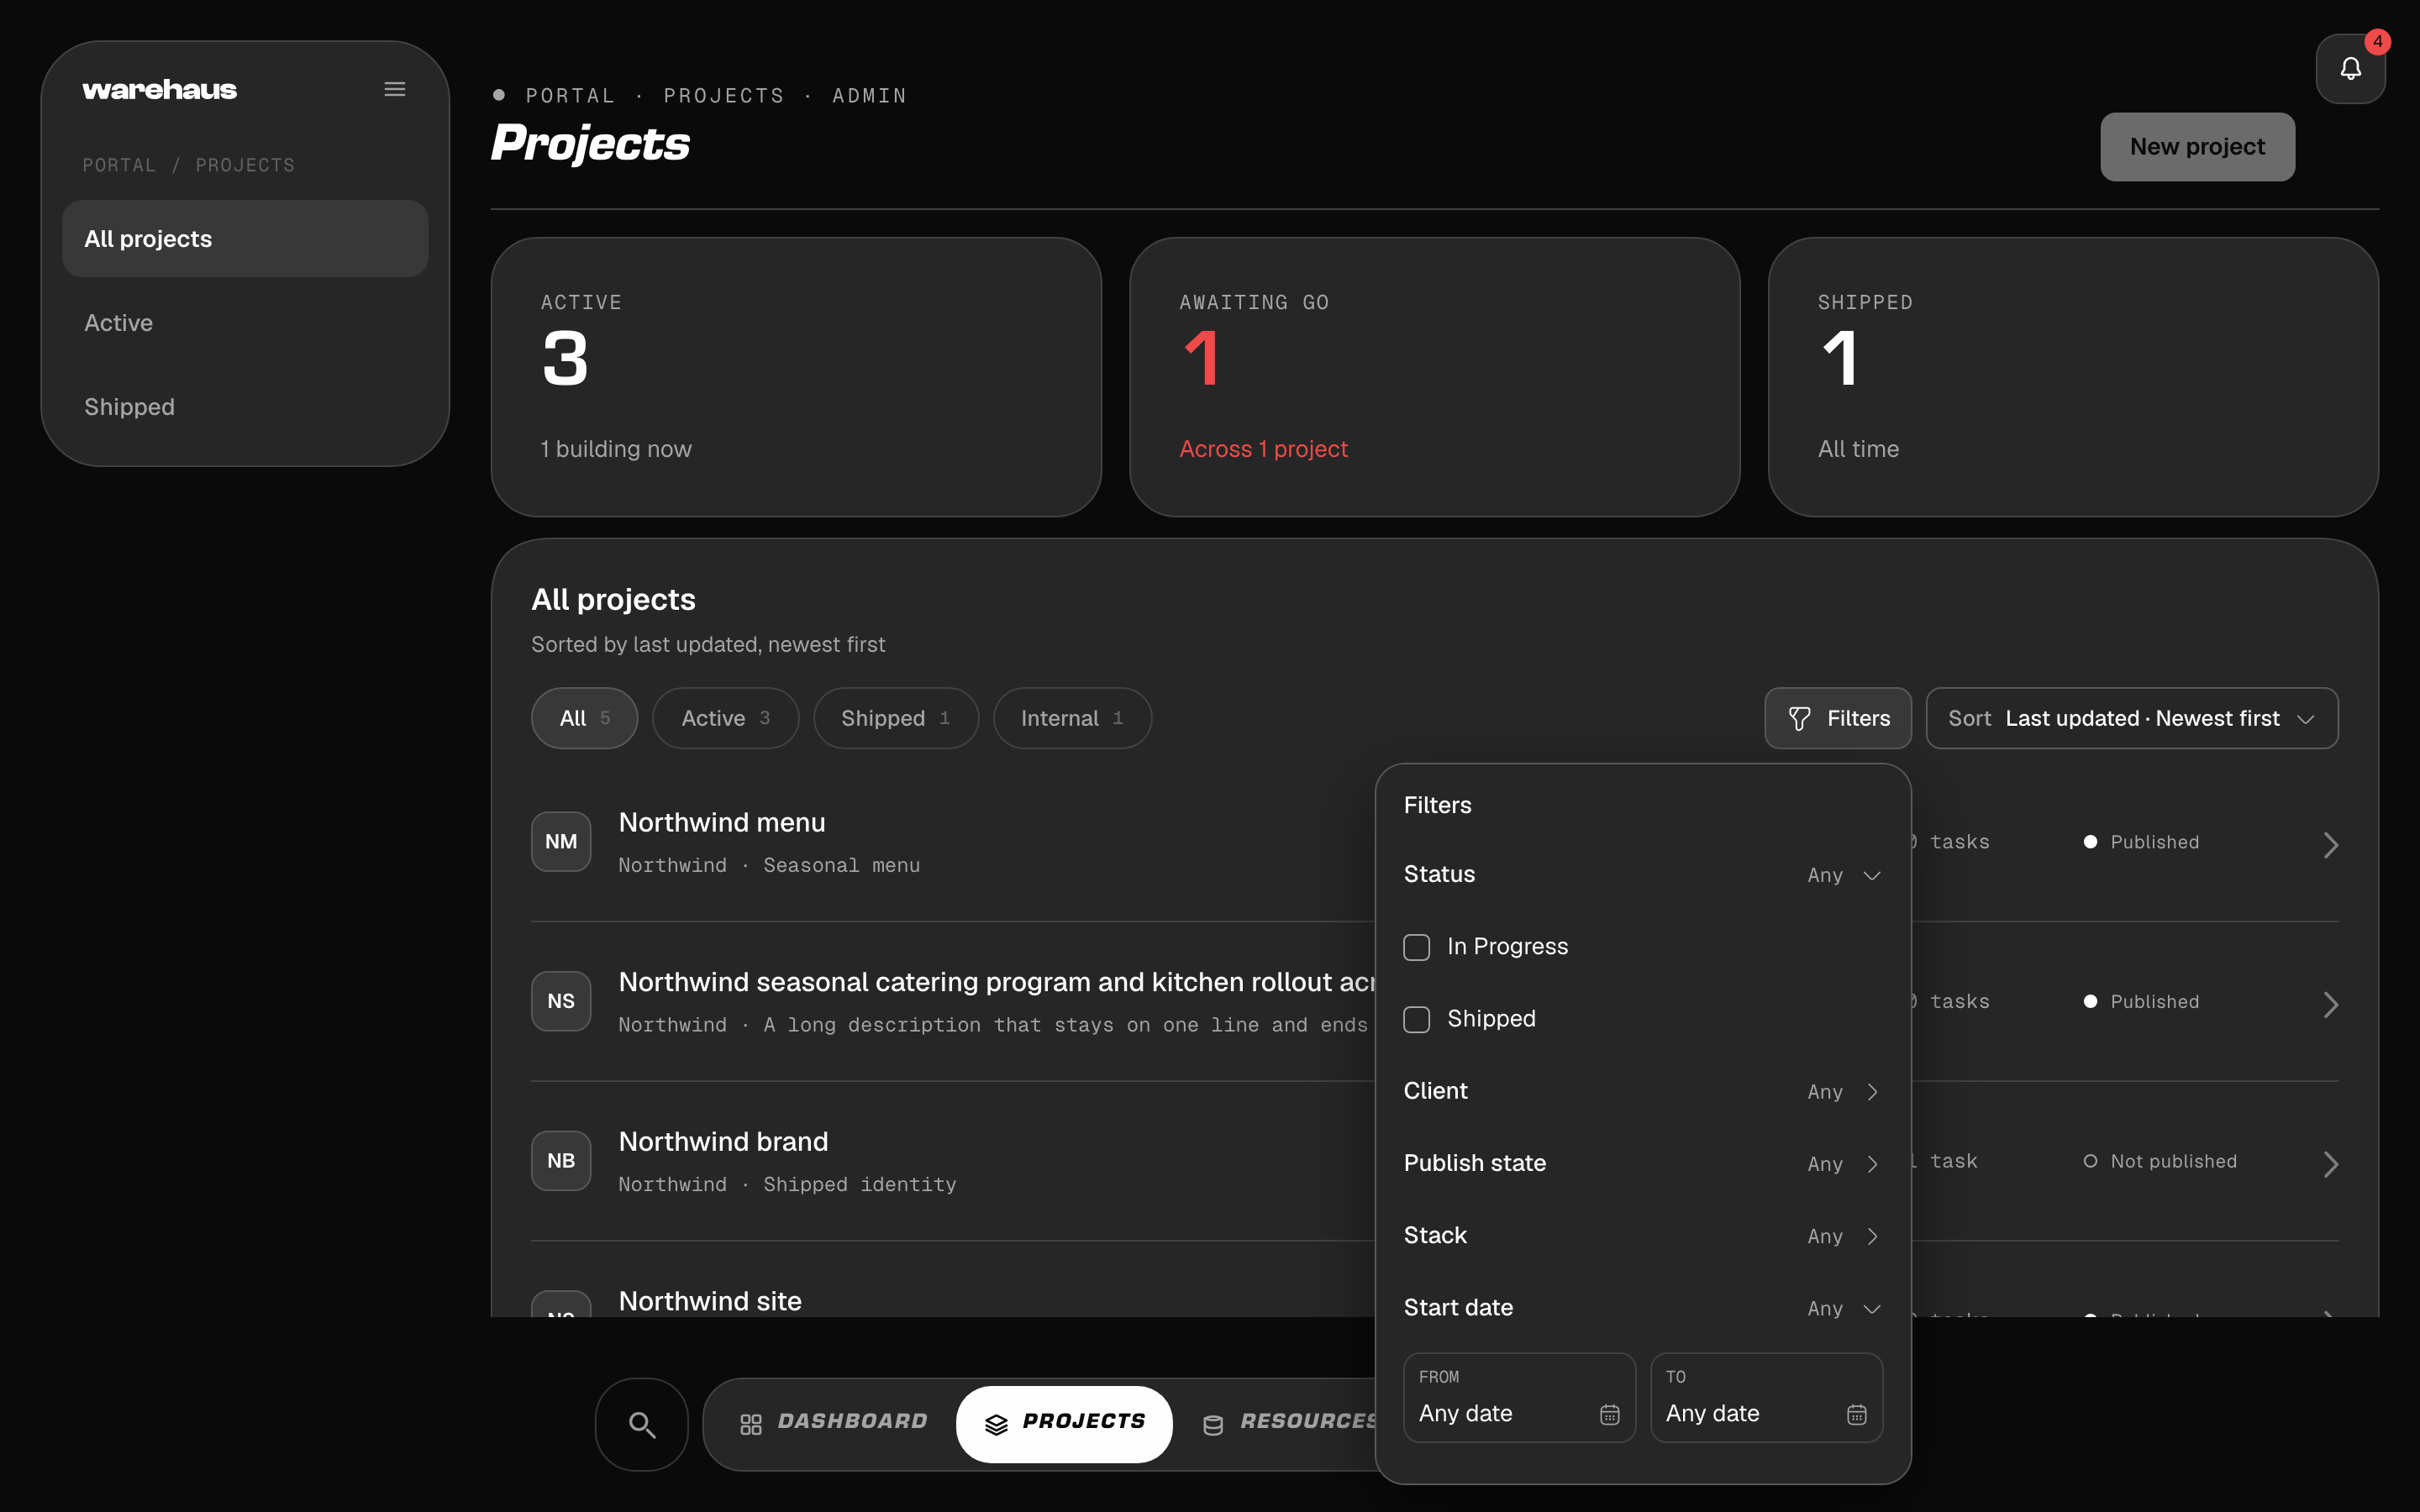 warehaus
PORTAL / PROJECTS
All projects
Active
Shipped
PORTAL · PROJECTS · ADMIN
Projects
4
New project
ACTIVE
3
1 building now
AWAITING GO
1
Across 1 project
SHIPPED
1
All time
All projects
Sorted by last updated, newest first
All 5
Active 3
Shipped 1
Internal 1
Filters
Sort Last updated · Newest first
NM
Northwind menu
Northwind · Seasonal menu
tasks
Published
NS
Northwind seasonal catering program and kitchen rollout
Northwind · A long description that stays on one line and ends
tasks
Published
NB
Northwind brand
Northwind · Shipped identity
task
Not published
Northwind site
Filters
Status Any
In Progress
Shipped
Client Any
Publish state Any
Stack Any
Start date Any
FROM
Any date
TO
Any date
DASHBOARD
PROJECTS
RESOURCES